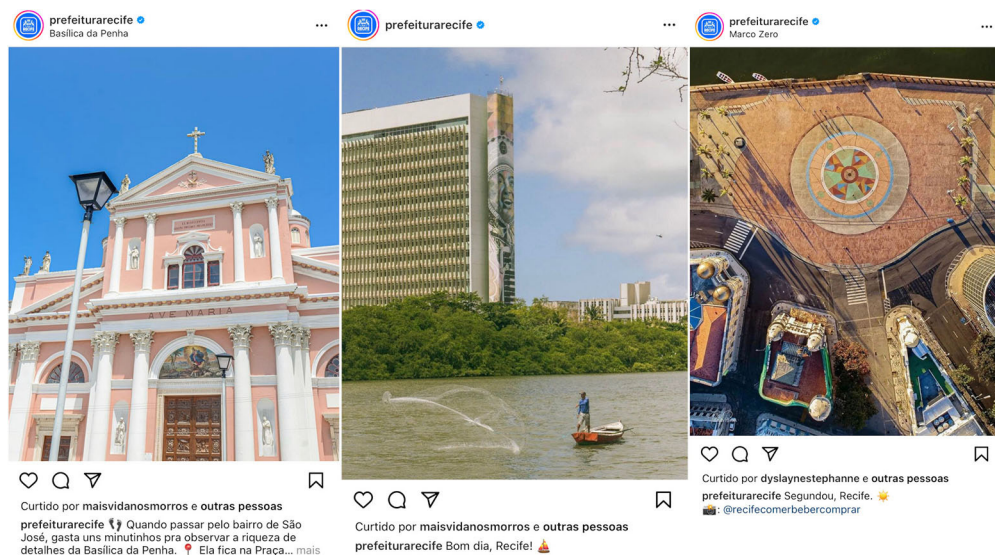 prefeiturarecife
Basílica da Penha
AVE MARIA
Curtido por maisvidanosmorros e outras pessoas
prefeiturarecife 👣 Quando passar pelo bairro de São
José, gasta uns minutinhos pra observar a riqueza de
detalhes da Basílica da Penha. 📍 Ela fica na Praça... mais
prefeiturarecife
Curtido por maisvidanosmorros e outras pessoas
prefeiturarecife Bom dia, Recife! ⛵
prefeiturarecife
Marco Zero
Curtido por dyslaynestephanne e outras pessoas
prefeiturarecife Segundou, Recife. ☀️
📸: @recifecomerbebercomprar